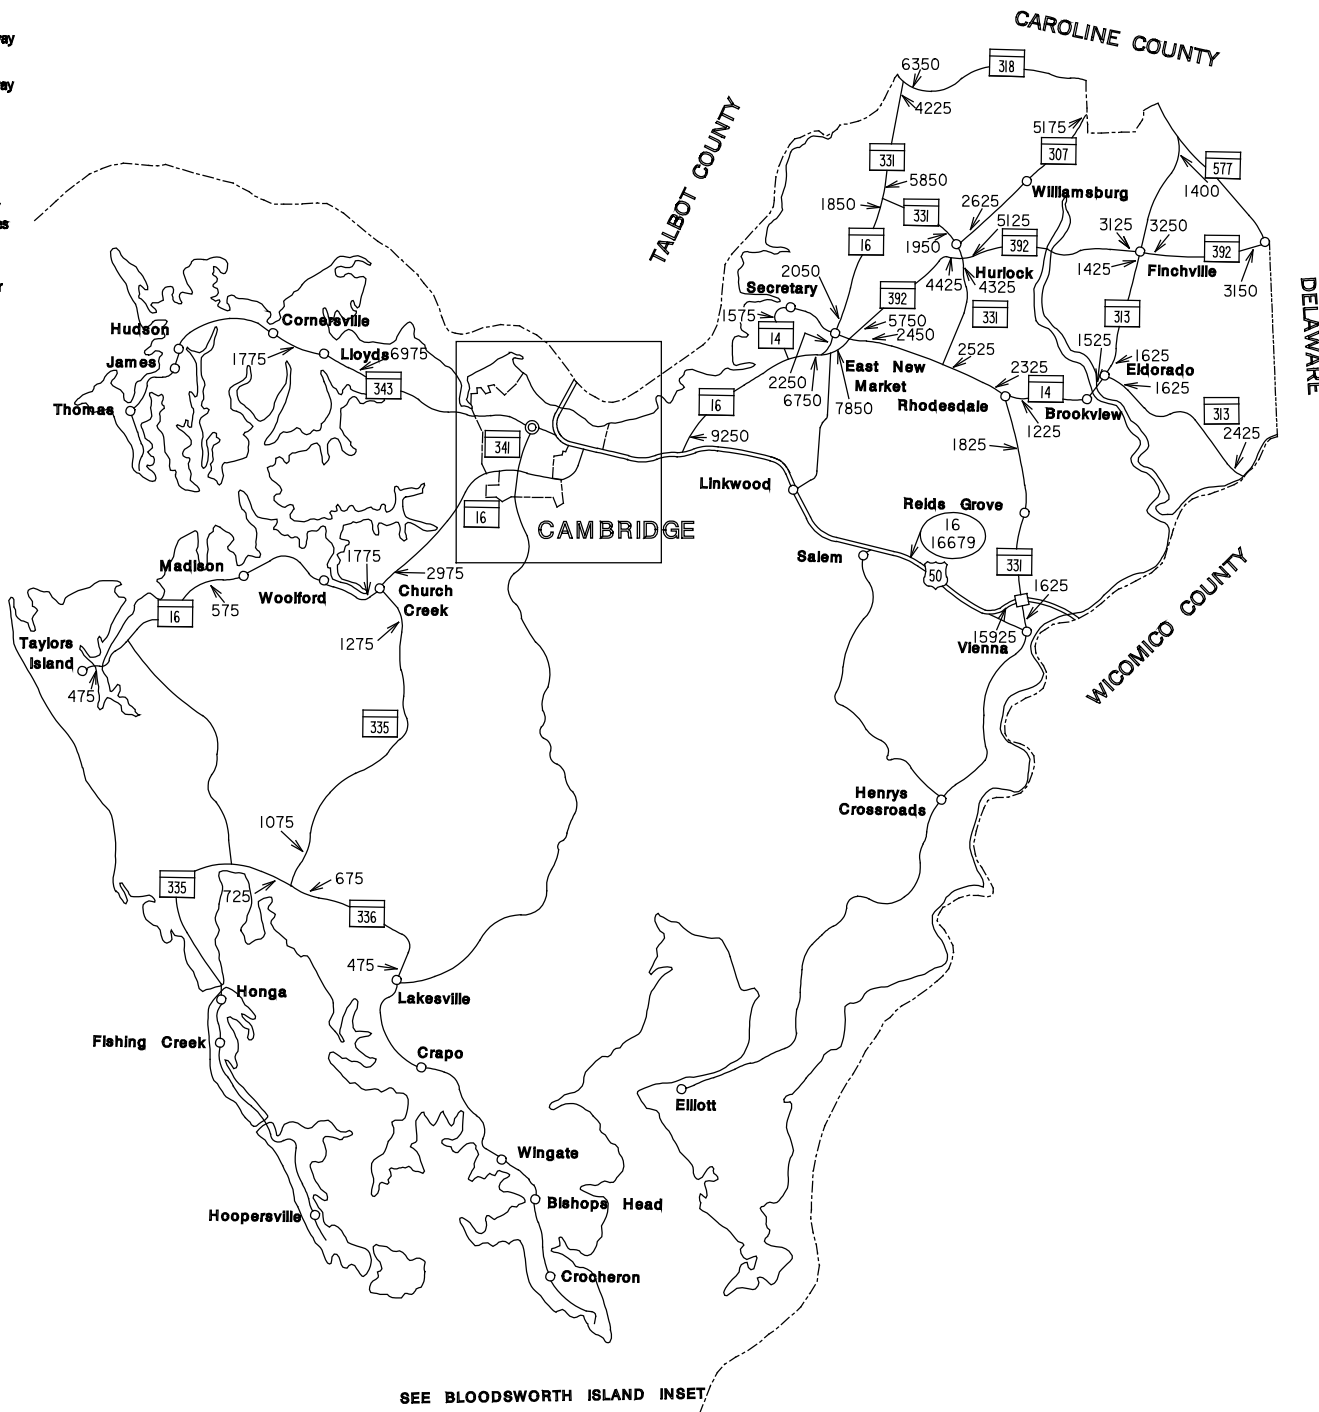 CAROLINE COUNTY
ay
6350
318
ay
4225
TALBOT COUNTY
5175
307
331
577
5850
1400
Williamsburg
1850
331
2625
es
5125
3125
3250
16
1950
392
392
r
2050
Hurlock
1425
Finchville
4425
4325
Secretary
392
3150
DELAWARE
1575
5750
331
313
Cornersville
Hudson
14
2450
1775
Lloyds
6975
2525
1525
1625
James
East New
Market
2325
Eldorado
343
2250
1625
6750
14
Thomas
16
7850
Rhodesdale
Brookview
313
1225
341
9250
1825
2425
Linkwood
16
Reids Grove
CAMBRIDGE
16
16679
Salem
1775
Madison
331
2975
50
Woolford
Church
Creek
575
1625
16
1275
15925
Vienna
WICOMICO COUNTY
Taylors
Island
475
335
Henrys
Crossroads
1075
335
675
725
336
475
Honga
Lakesville
Fishing Creek
Crapo
Elliott
Wingate
Bishops Head
Hoopersville
Crocheron
SEE BLOODSWORTH ISLAND INSET